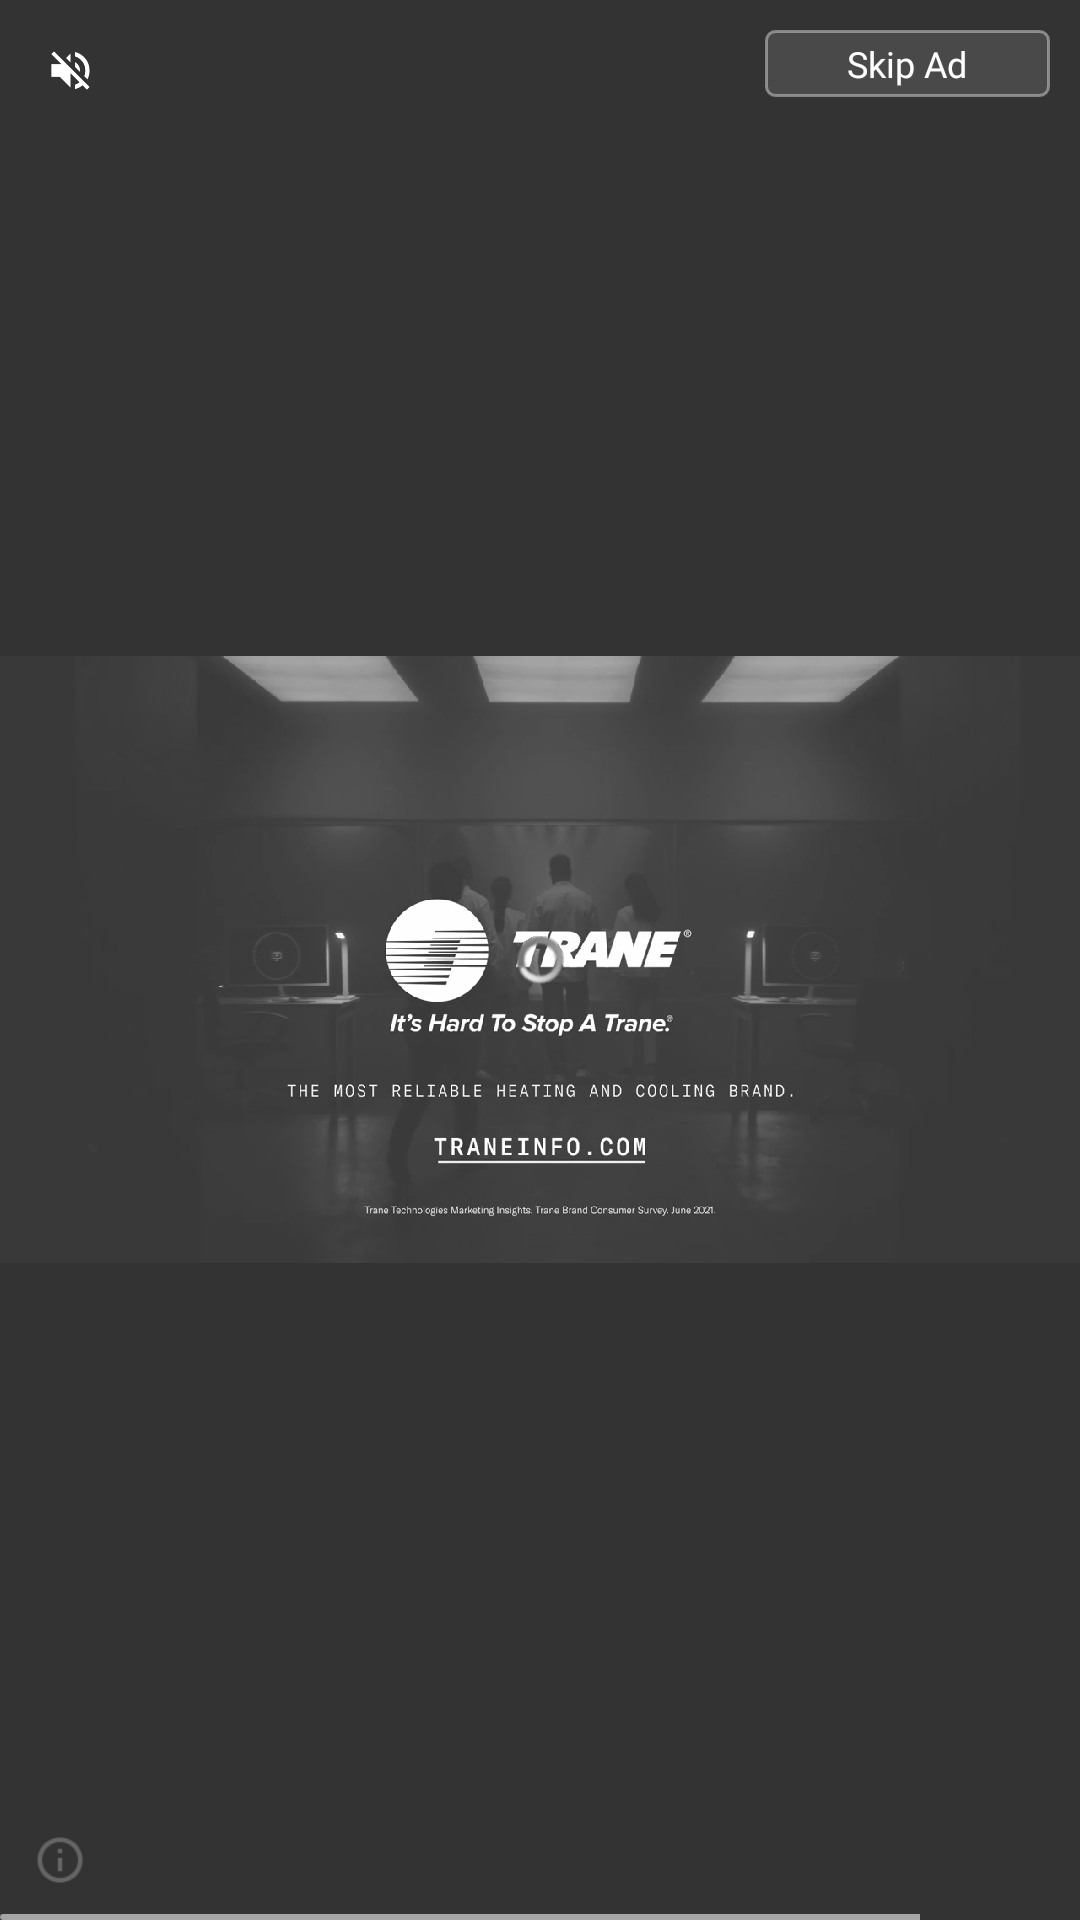 Skip Ad
TRANE®
It's Hard To Stop A Trane.®
THE MOST RELIABLE HEATING AND COOLING BRAND.
TRANEINFO.COM
Trane Technologies Marketing Insights. Trane Brand Consumer Survey. June 2021.